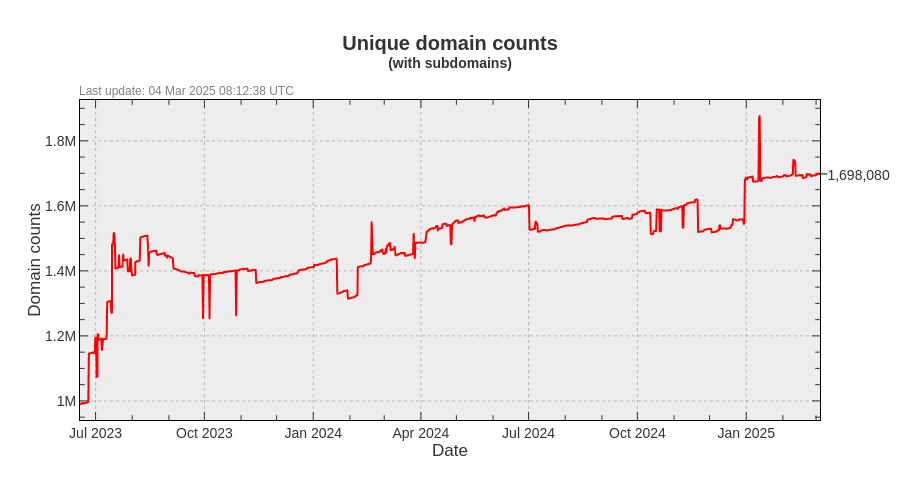 Unique domain counts
(with subdomains)
Last update: 04 Mar 2025 08:12:38 UTC
1.8M
1,698,080
1.6M
1.4M
1.2M
1M
Domain counts
Jul 2023 Oct 2023 Jan 2024 Apr 2024 Jul 2024 Oct 2024 Jan 2025
Date